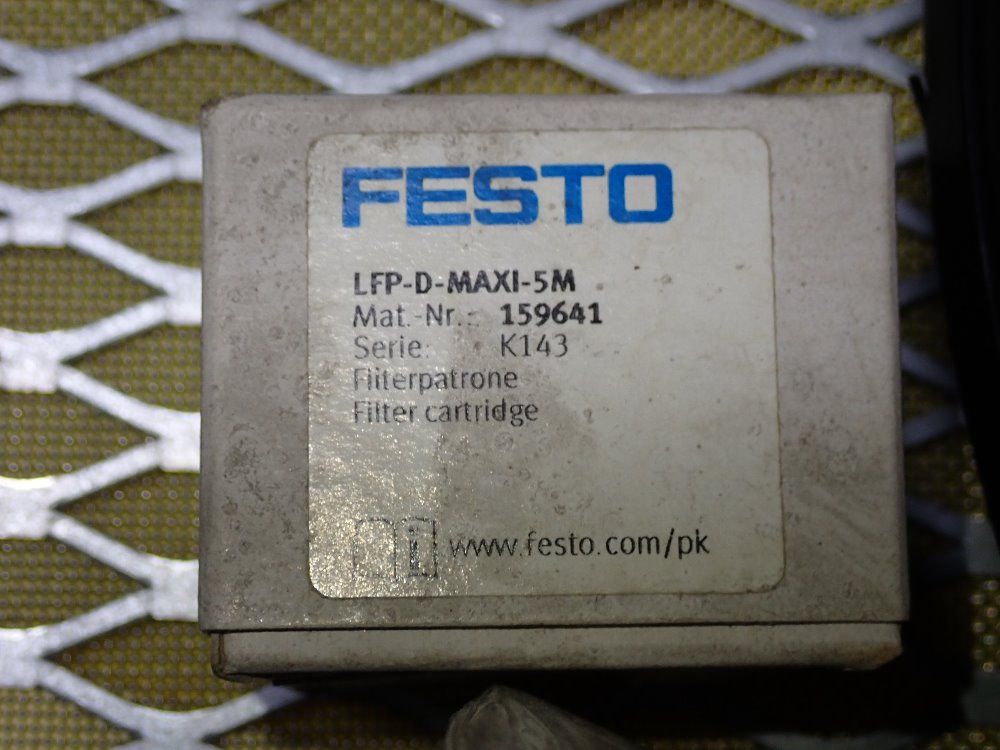 FESTO
LFP-D-MAXI-5M
Mat.-Nr.: 159641
Serie: K143
Filterpatrone
Filter cartridge
i www.festo.com/pk